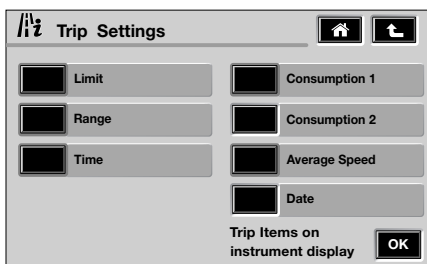 Trip Settings
Limit
Range
Time
Consumption 1
Consumption 2
Average Speed
Date
Trip Items on
instrument display
OK